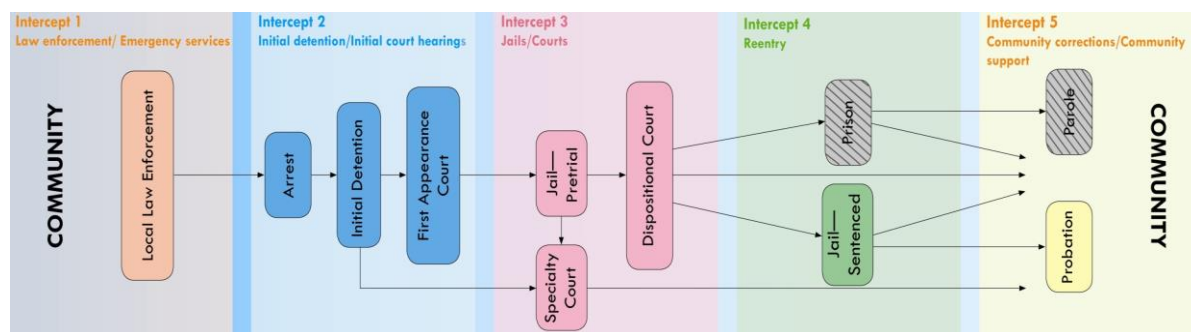 Intercept 1
Law enforcement/ Emergency services
COMMUNITY
Local Law Enforcement
Intercept 2
Initial detention/Initial court hearings
Arrest
Initial Detention
First Appearance
Court
Intercept 3
Jails/Courts
Jail—
Pretrial
Specialty
Court
Dispositional Court
Intercept 4
Reentry
Prison
Jail—
Sentenced
Intercept 5
Community corrections/Community
support
Parole
Probation
COMMUNITY